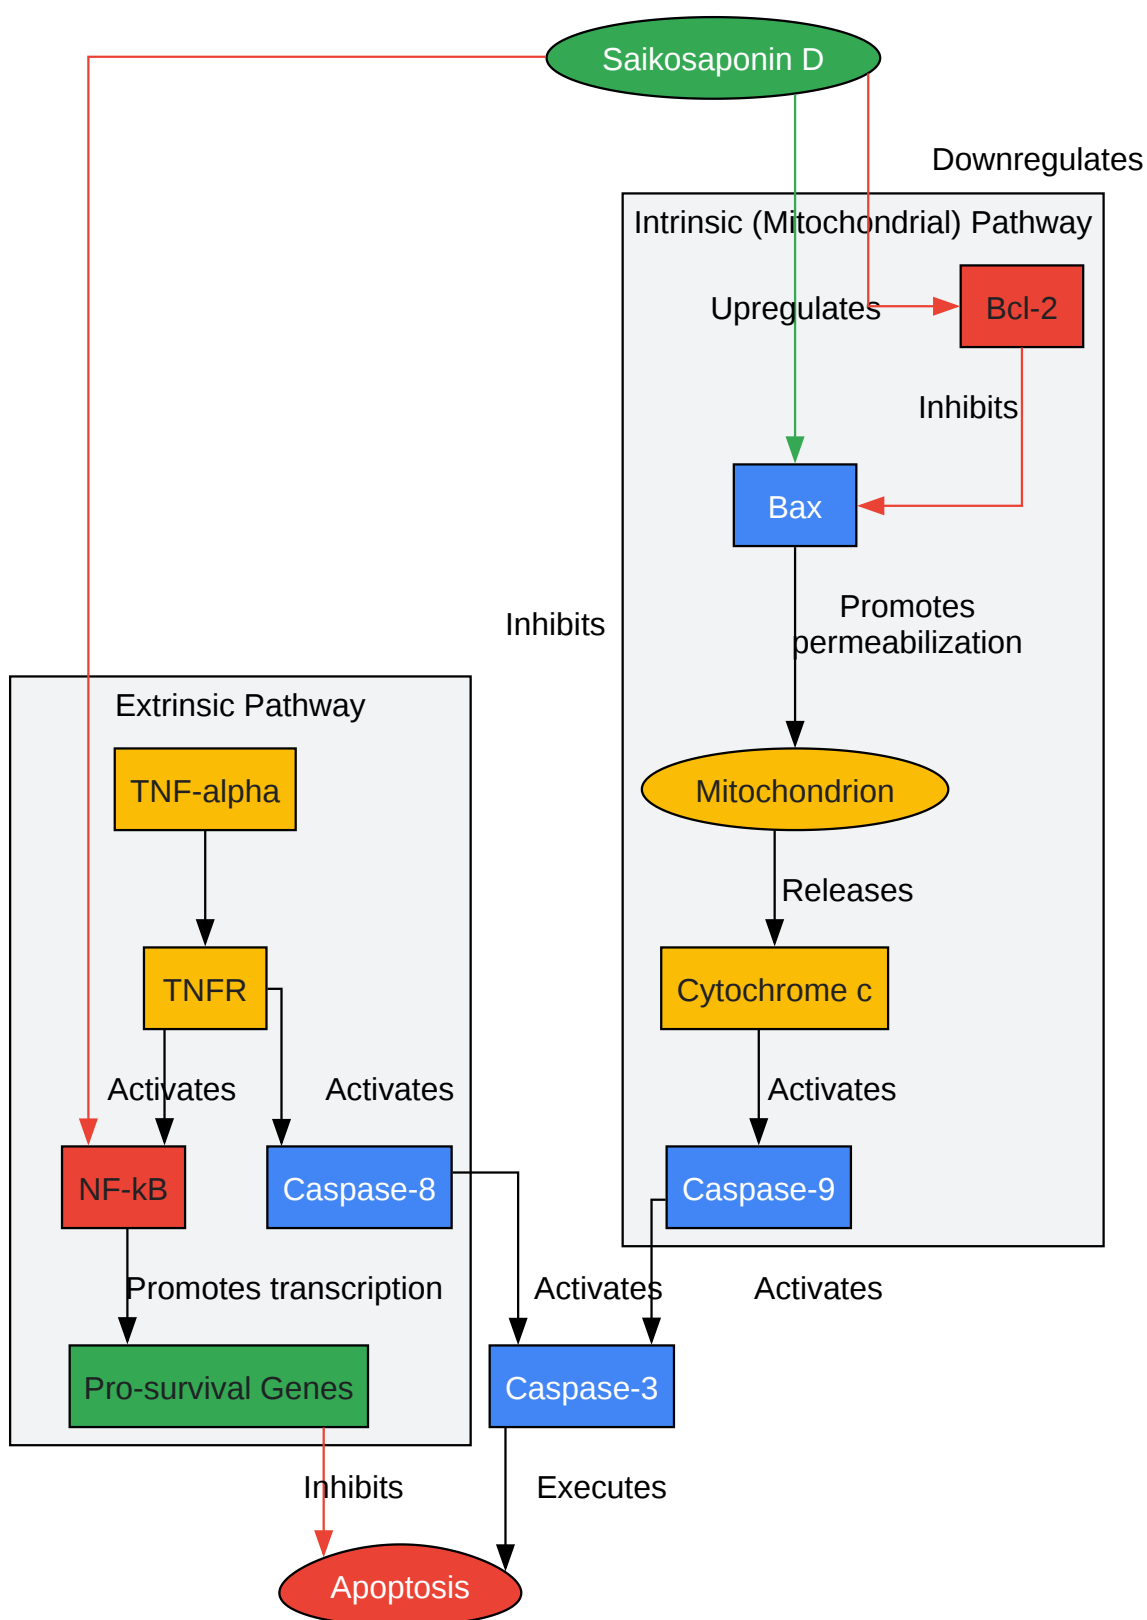 Saikosaponin D
Downregulates
Intrinsic (Mitochondrial) Pathway
Upregulates
Bcl-2
Inhibits
Bax
Promotes
permeabilization
Inhibits
Extrinsic Pathway
TNF-alpha
Mitochondrion
Releases
TNFR
Cytochrome c
Activates
Activates
Activates
NF-kB
Caspase-8
Caspase-9
Promotes transcription
Activates
Activates
Pro-survival Genes
Caspase-3
Inhibits
Executes
Apoptosis